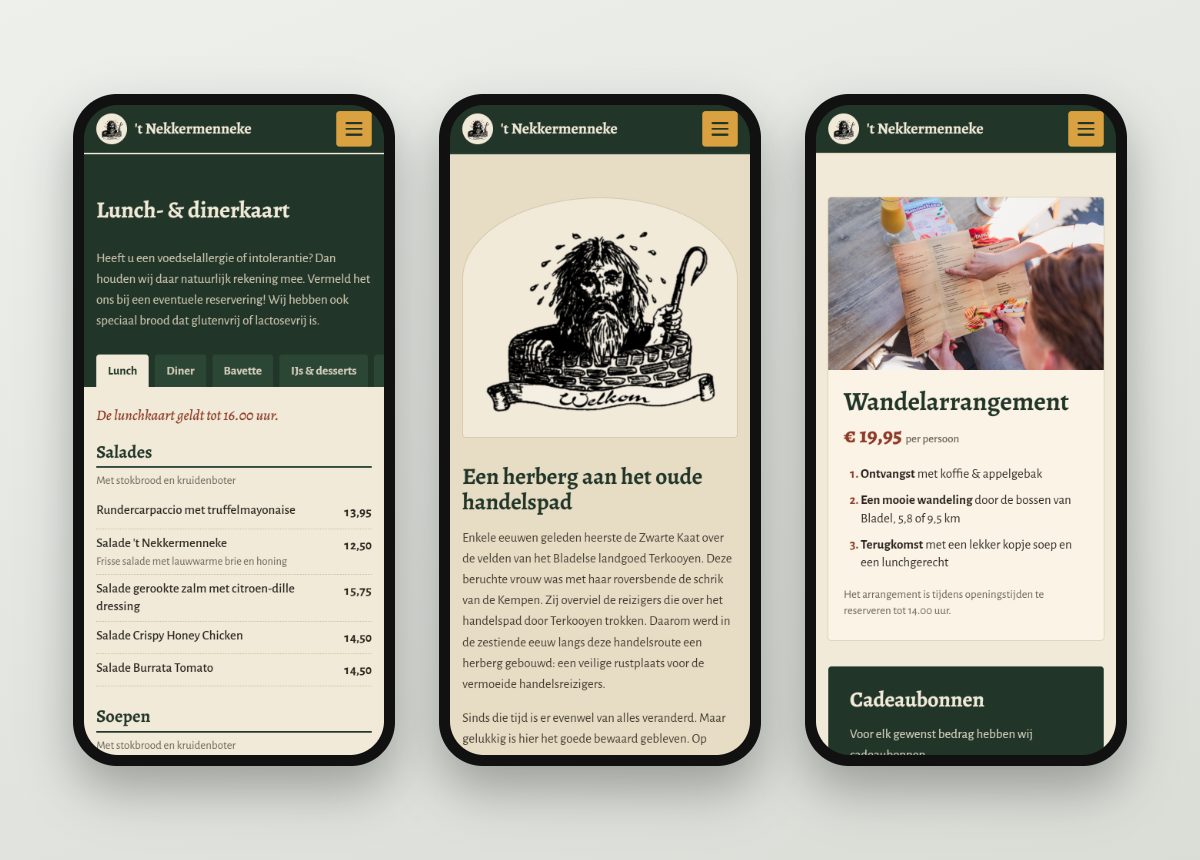 't Nekkermenneke
Lunch- & dinerkaart
Heeft u een voedselallergie of intolerantie? Dan
houden wij daar natuurlijk rekening mee. Vermeld het
ons bij een eventuele reservering! Wij hebben ook
speciaal brood dat glutenvrij of lactosevrij is.
Lunch Diner Bavette IJs & desserts
De lunchkaart geldt tot 16.00 uur.
Salades
Met stokbrood en kruidenboter
Rundercarpaccio met truffelmayonaise 13,95
Salade 't Nekkermenneke 12,50
Frisse salade met lauwwarme brie en honing
Salade gerookte zalm met citroen-dille 15,75
dressing
Salade Crispy Honey Chicken 14,50
Salade Burrata Tomato 14,50
Soepen
Met stokbrood en kruidenboter
't Nekkermenneke
Welkom
Een herberg aan het oude
handelspad
Enkele eeuwen geleden heerste de Zwarte Kaat over
de velden van het Bladelse landgoed Terkooyen. Deze
beruchte vrouw was met haar roversbende de schrik
van de Kempen. Zij overviel de reizigers die over het
handelspad door Terkooyen trokken. Daarom werd in
de zestiende eeuw langs deze handelsroute een
herberg gebouwd: een veilige rustplaats voor de
vermoeide handelsreizigers.
Sinds die tijd is er evenwel van alles veranderd. Maar
gelukkig is hier het goede bewaard gebleven. Op
't Nekkermenneke
Wandelarrangement
€ 19,95 per persoon
1. Ontvangst met koffie & appelgebak
2. Een mooie wandeling door de bossen van
Bladel, 5,8 of 9,5 km
3. Terugkomst met een lekker kopje soep en
een lunchgerecht
Het arrangement is tijdens openingstijden te
reserveren tot 14.00 uur.
Cadeaubonnen
Voor elk gewenst bedrag hebben wij
cadeaubonnen